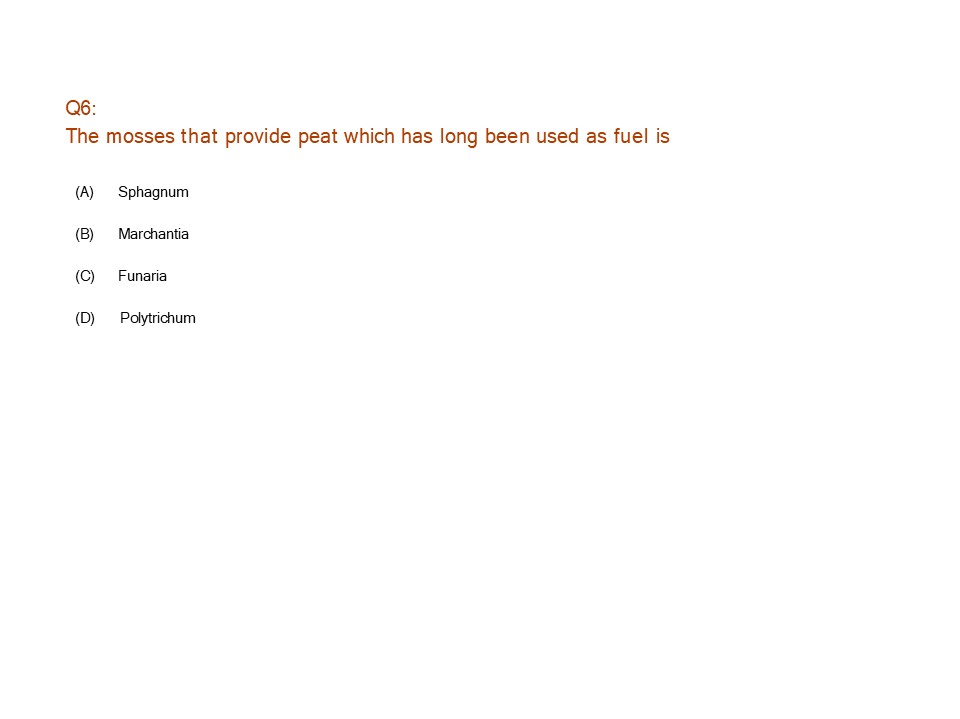 Q6:
The mosses that provide peat which has long been used as fuel is
(A) Sphagnum
(B) Marchantia
(C) Funaria
(D) Polytrichum